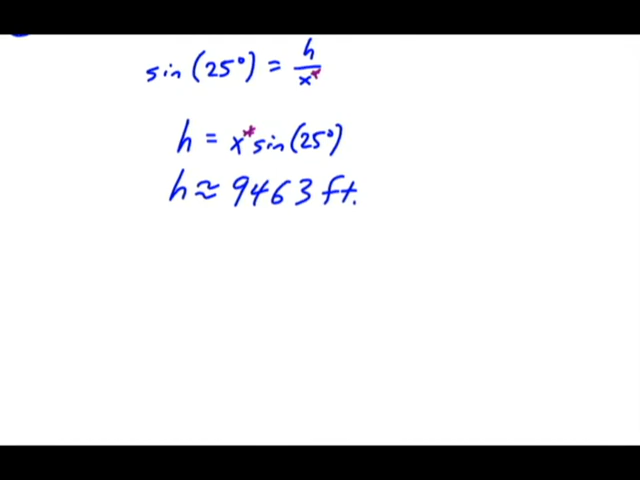 sin (25°) = h/x*
h = x* sin (25°)
h ≈ 9463 ft.